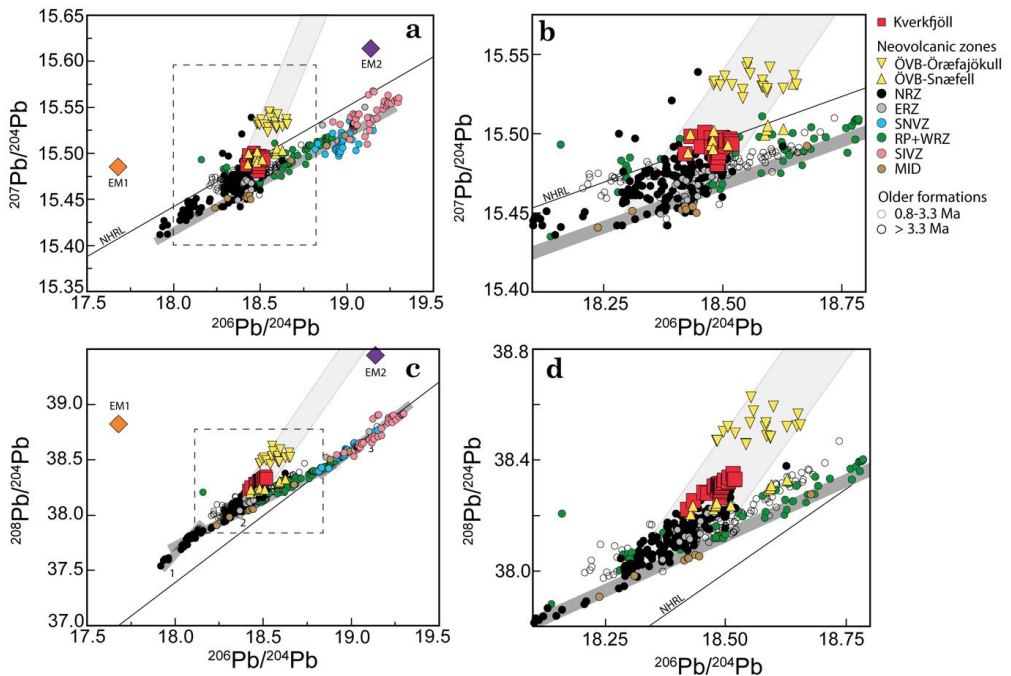 15.65
15.60
15.55
15.50
15.45
15.40
15.35
17.5 18.0 18.5 19.0 19.5
²⁰⁷Pb/²⁰⁴Pb
²⁰⁶Pb/²⁰⁴Pb
a
EM2
EM1
NHRL
15.55
15.50
15.45
15.40
18.25 18.50 18.75
²⁰⁷Pb/²⁰⁴Pb
²⁰⁶Pb/²⁰⁴Pb
b
NHRL
Kverkfjöll
Neovolcanic zones
ÖVB-Öræfajökull
ÖVB-Snæfell
NRZ
ERZ
SNVZ
RP+WRZ
SIVZ
MID
Older formations
0.8-3.3 Ma
> 3.3 Ma
39.0
38.5
38.0
37.5
37.0
17.5 18.0 18.5 19.0 19.5
²⁰⁸Pb/²⁰⁴Pb
²⁰⁶Pb/²⁰⁴Pb
c
EM2
EM1
1
2
3
38.8
38.4
38.0
18.25 18.50 18.75
²⁰⁸Pb/²⁰⁴Pb
²⁰⁶Pb/²⁰⁴Pb
d
NHRL